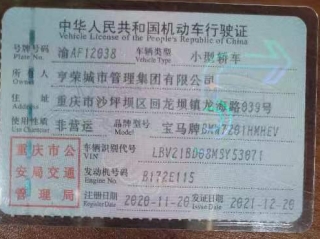 中华人民共和国机动车行驶证
Vehicle License of the People's Republic of China
号牌号码 渝AF12038 车辆类型 小型轿车
Plate No. Vehicle Type
所有人 亨荣城市管理集团有限公司
Owner
住址 重庆市沙坪坝区回龙坝镇龙海路839号
Address
使用性质 非营运 品牌型号 宝马牌BMW7201HMHEV
Use Character Model
重庆市公安局交通管理局
车辆识别代号
VIN
发动机号码
Engine No.
注册日期 2020-11-20 发证日期 2021-12-20
Register Date Issue Date